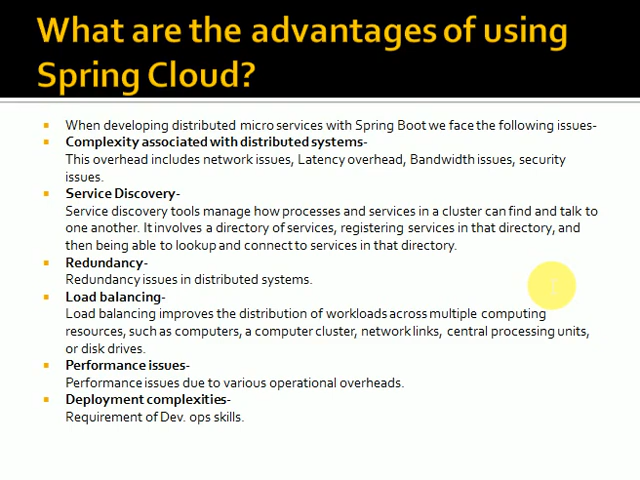 What are the advantages of using
Spring Cloud?
When developing distributed micro services with Spring Boot we face the following issues-
Complexity associated with distributed systems-
This overhead includes network issues, Latency overhead, Bandwidth issues, security
issues.
Service Discovery-
Service discovery tools manage how processes and services in a cluster can find and talk to
one another. It involves a directory of services, registering services in that directory, and
then being able to lookup and connect to services in that directory.
Redundancy-
Redundancy issues in distributed systems.
Load balancing-
Load balancing improves the distribution of workloads across multiple computing
resources, such as computers, a computer cluster, network links, central processing units,
or disk drives.
Performance issues-
Performance issues due to various operational overheads.
Deployment complexities-
Requirement of Dev. ops skills.